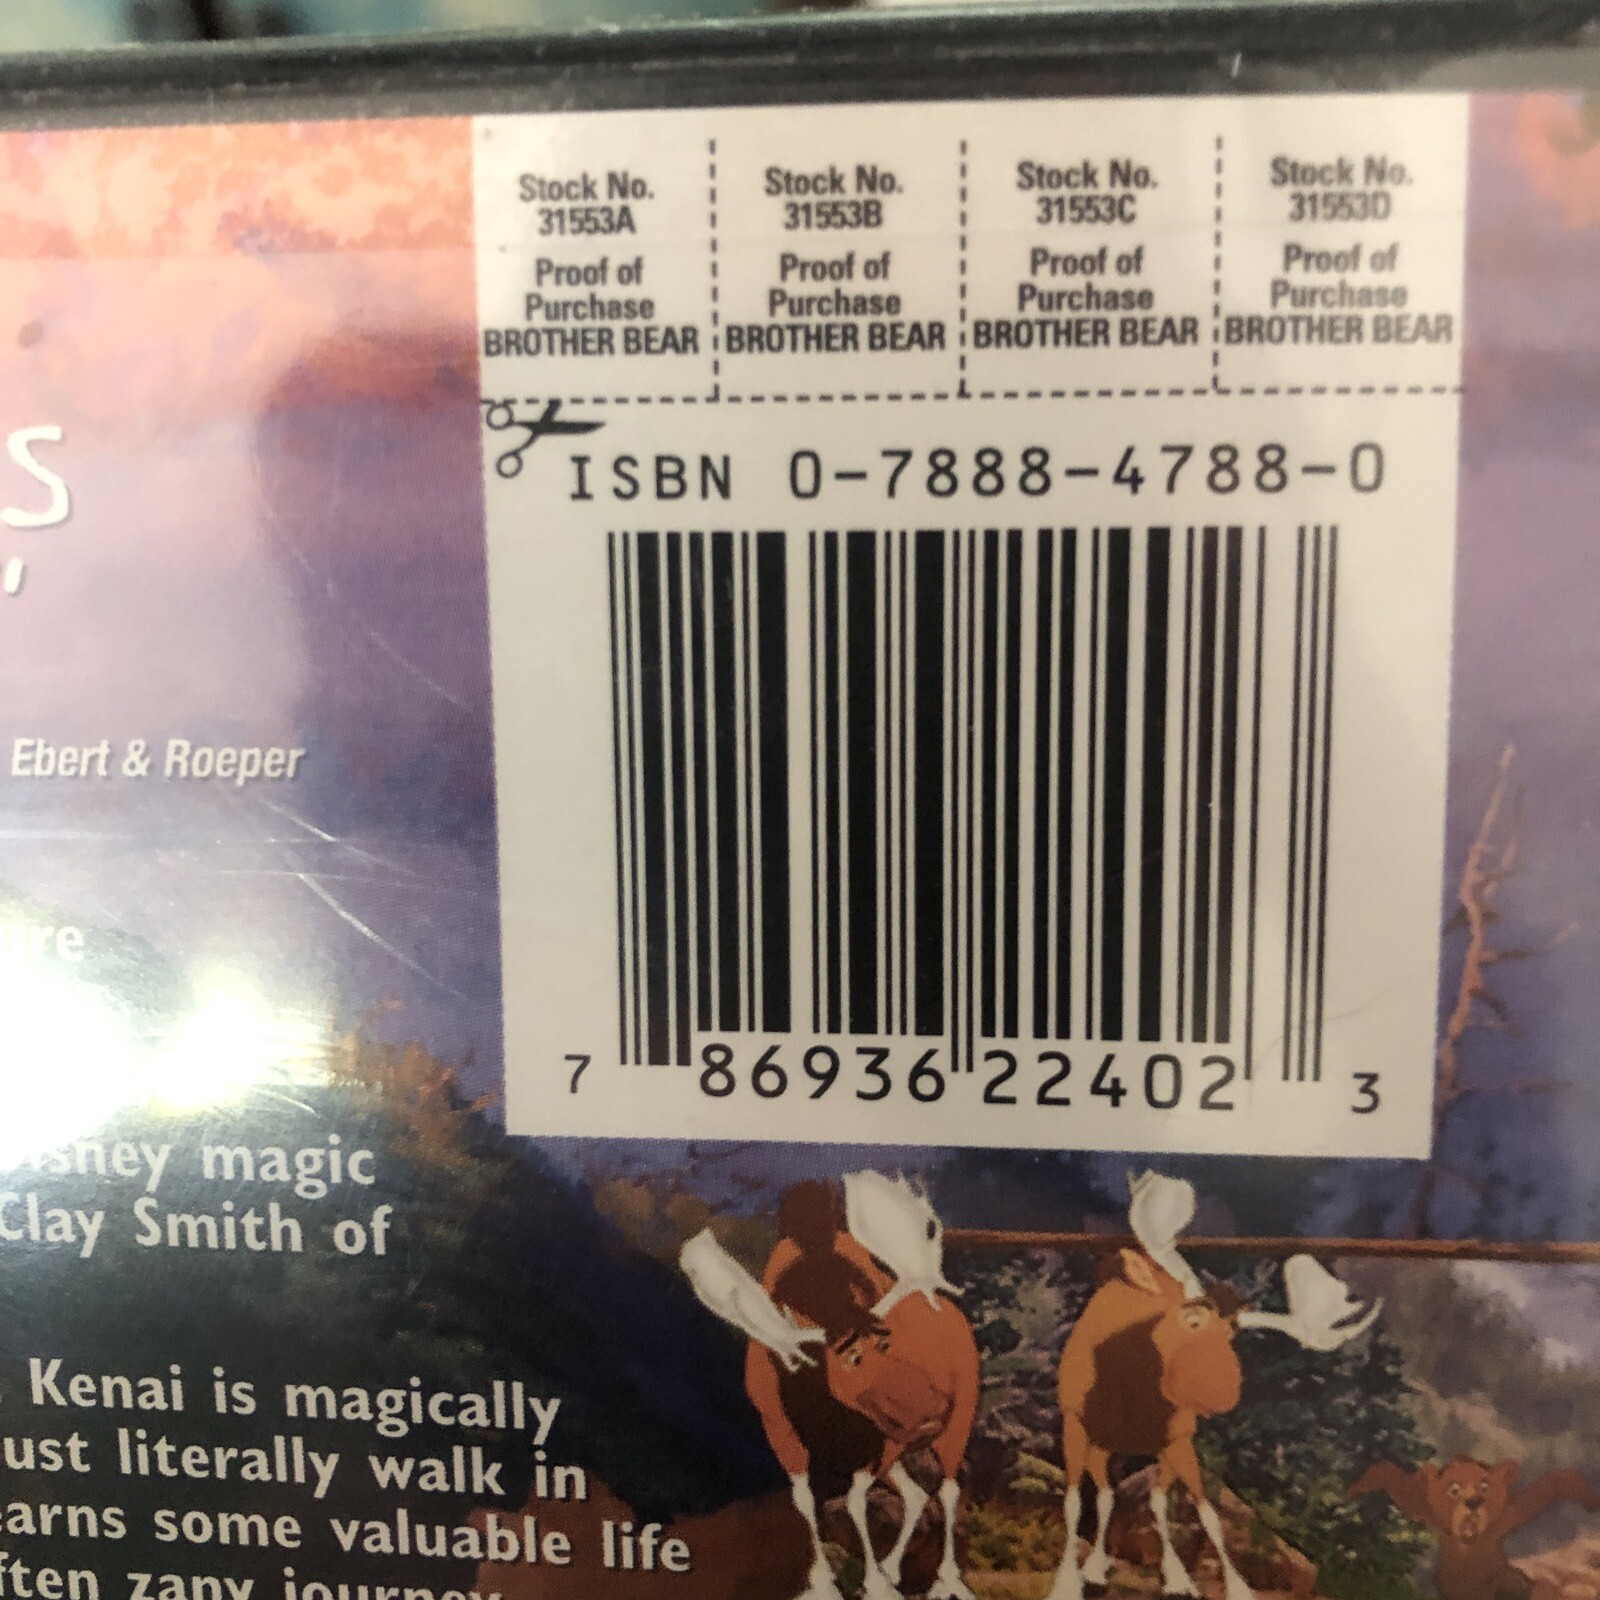 Stock No.
31553A
Proof of
Purchase
BROTHER BEAR
Stock No.
31553B
Proof of
Purchase
BROTHER BEAR
Stock No.
31553C
Proof of
Purchase
BROTHER BEAR
Stock No.
31553D
Proof of
Purchase
BROTHER BEAR
ISBN 0-7888-4788-0
7 86936 22402 3
S
"
Ebert & Roeper
magic
Clay Smith of
Kenai is magically
ust literally walk in
earns some valuable life
ften zany journey